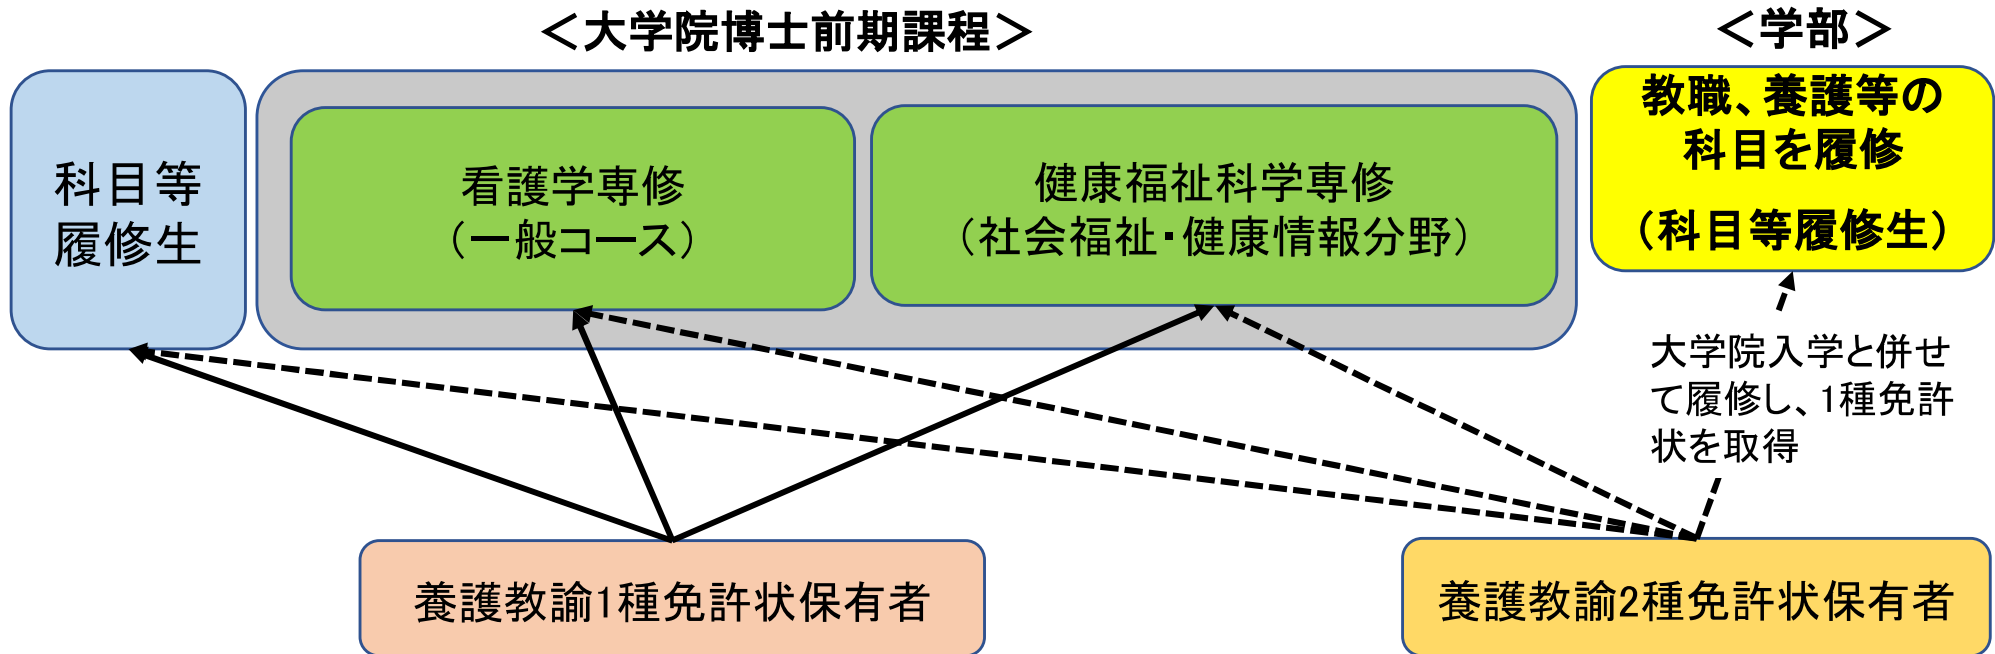 ＜大学院博士前期課程＞
＜学部＞
科目等
履修生
看護学専修
（一般コース）
健康福祉科学専修
（社会福祉・健康情報分野）
教職、養護等の
科目を履修
（科目等履修生）
大学院入学と併せ
て履修し、1種免許
状を取得
養護教諭1種免許状保有者
養護教諭2種免許状保有者